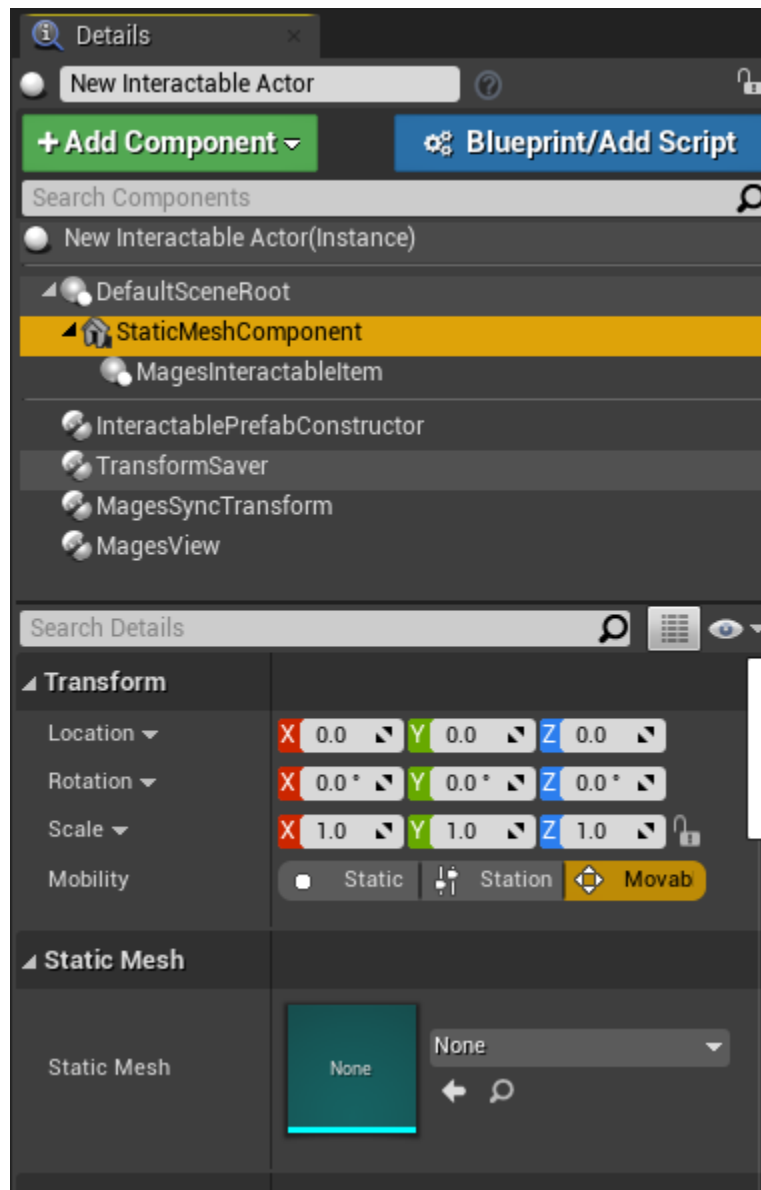 Details
New Interactable Actor
+ Add Component
Blueprint/Add Script
Search Components
New Interactable Actor(Instance)
DefaultSceneRoot
StaticMeshComponent
MagesInteractableItem
InteractablePrefabConstructor
TransformSaver
MagesSyncTransform
MagesView
Search Details
Transform
Location X 0.0 Y 0.0 Z 0.0
Rotation X 0.0° Y 0.0° Z 0.0°
Scale X 1.0 Y 1.0 Z 1.0
Mobility Static Station Movab
Static Mesh
None
Static Mesh None